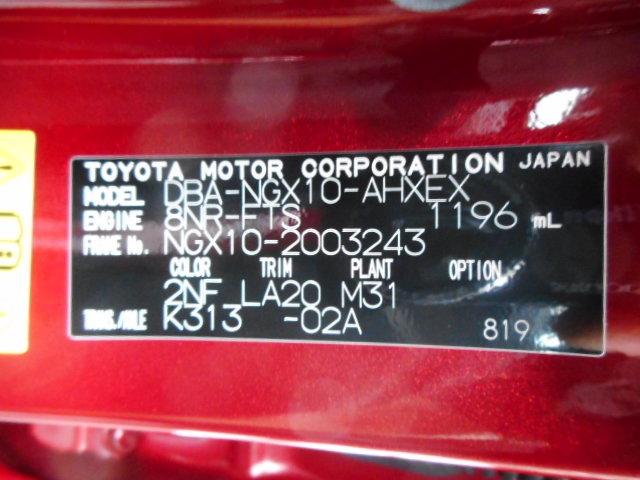 TOYOTA MOTOR CORPORATION JAPAN
MODEL DBA-NGX10-AHXEX
ENGINE 8NR-FTS 1196 mL
FRAME No. NGX10-2003243
COLOR TRIM PLANT OPTION
2NF LA20 M31
TRANS./AXLE K313 -02A
819